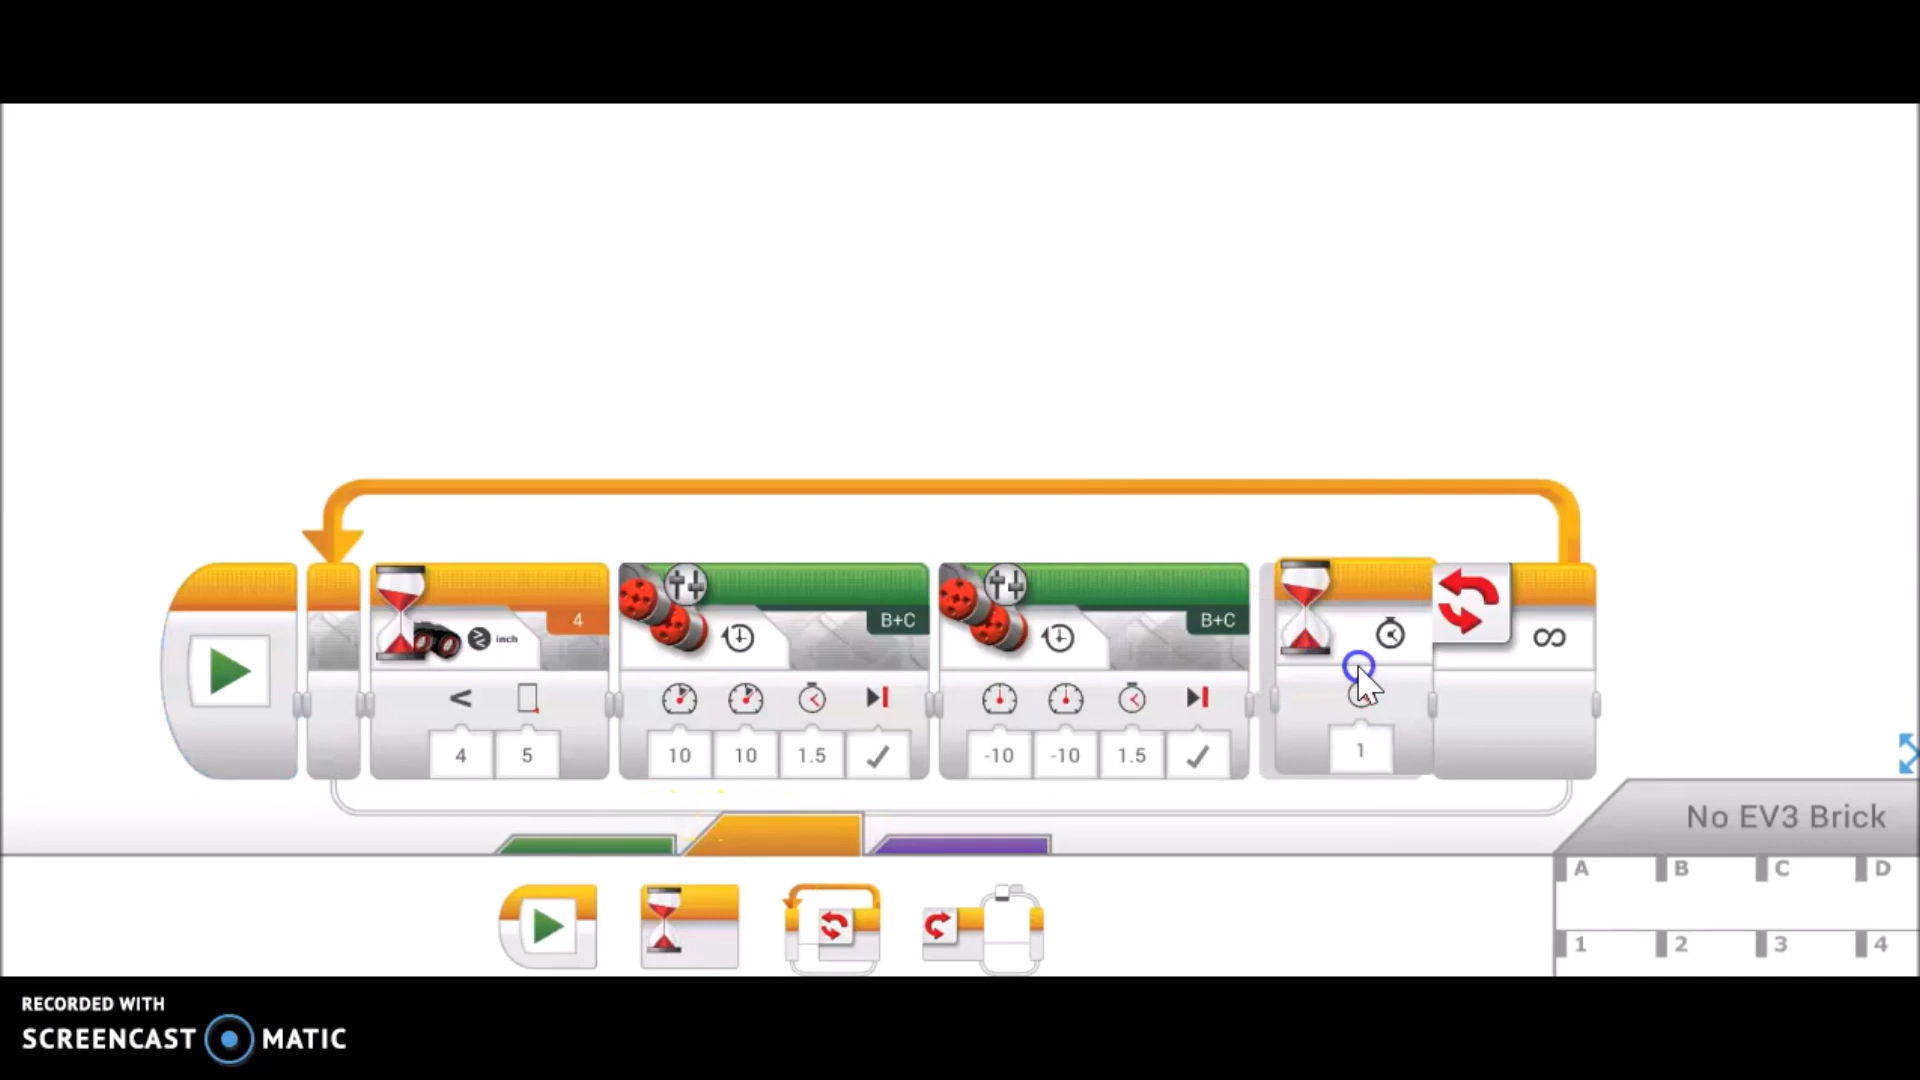 4
inch
B+C
B+C
< 
4 5
10 10 1.5
-10 -10 1.5
1
∞
No EV3 Brick
A B C D
1 2 3 4
RECORDED WITH
SCREENCAST MATIC